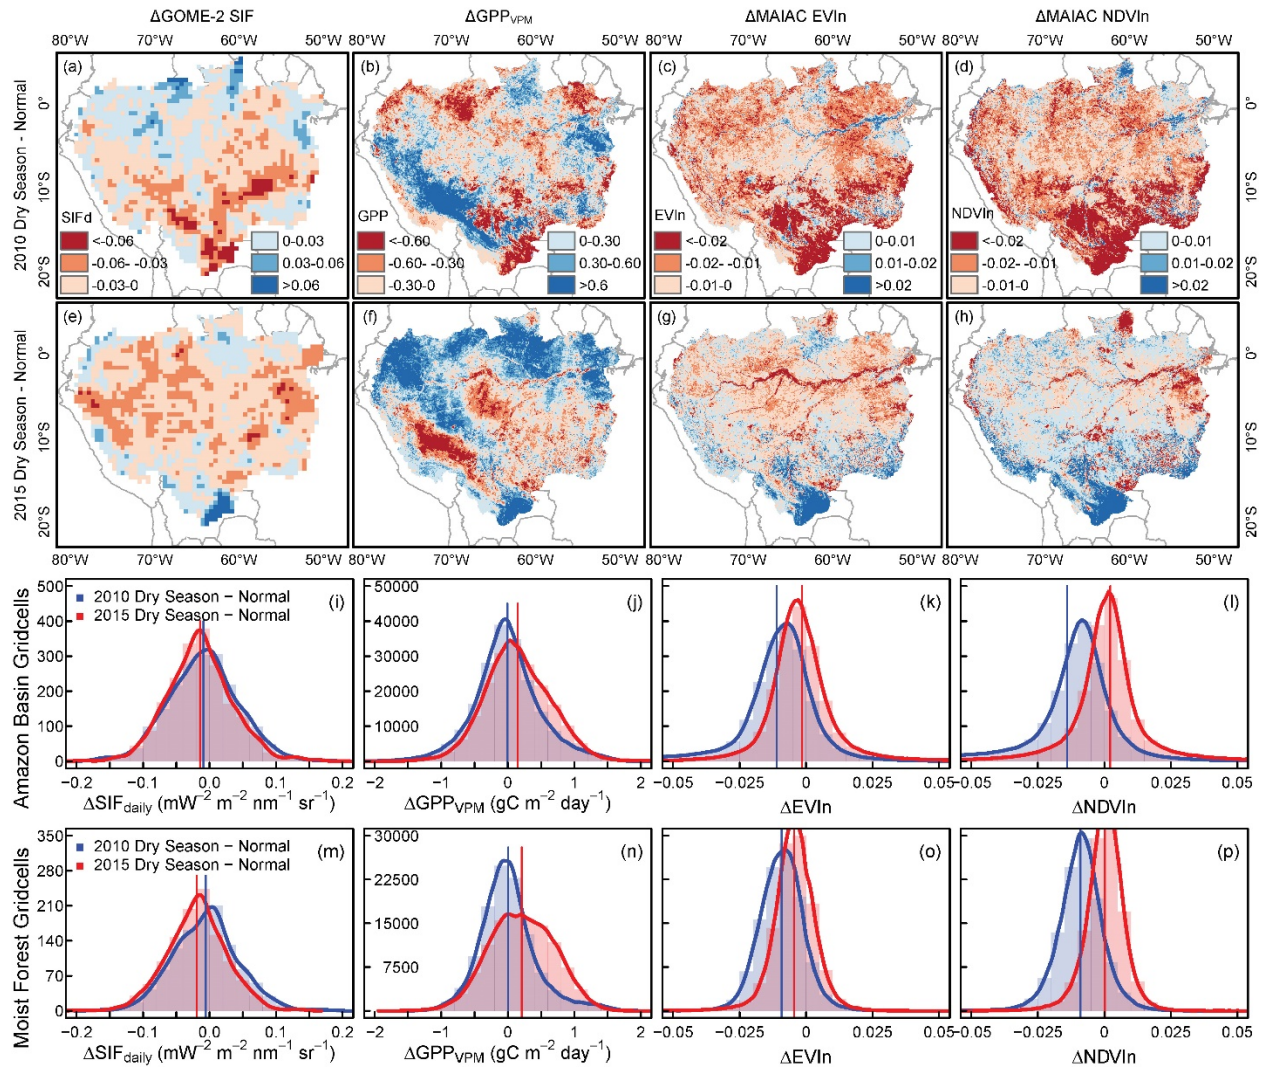 ΔGOME-2 SIF ΔGPPVPM ΔMAIAC EVIn ΔMAIAC NDVIn
80°W 70°W 60°W 50°W 80°W 70°W 60°W 50°W 80°W 70°W 60°W 50°W 80°W 70°W 60°W 50°W
2010 Dry Season - Normal
(a) (b) (c) (d)
0° 0°
10°S 10°S
20°S 20°S
SIFd
<-0.06 0-0.03
-0.06--0.03 0.03-0.06
-0.03-0 >0.06
GPP
<-0.60 0-0.30
-0.60--0.30 0.30-0.60
-0.30-0 >0.6
EVIn
<-0.02 0-0.01
-0.02--0.01 0.01-0.02
-0.01-0 >0.02
NDVIn
<-0.02 0-0.01
-0.02--0.01 0.01-0.02
-0.01-0 >0.02
2015 Dry Season - Normal
(e) (f) (g) (h)
0° 0°
10°S 10°S
20°S 20°S
80°W 70°W 60°W 50°W 80°W 70°W 60°W 50°W 80°W 70°W 60°W 50°W 80°W 70°W 60°W 50°W
Amazon Basin Gridcells
500 50000
400 40000
300 30000
200 20000
100 10000
0 0
2010 Dry Season − Normal
2015 Dry Season − Normal
(i) (j) (k) (l)
−0.2 −0.1 0.0 0.1 0.2 −2 −1 0 1 2 −0.05 −0.025 0 0.025 0.05 −0.05 −0.025 0 0.025 0.05
ΔSIFdaily (mW⁻² m⁻² nm⁻¹ sr⁻¹) ΔGPPVPM (gC m⁻² day⁻¹) ΔEVIn ΔNDVIn
Moist Forest Gridcells
350 30000
280 22500
210 15000
140 7500
70
0 0
2010 Dry Season − Normal
2015 Dry Season − Normal
(m) (n) (o) (p)
−0.2 −0.1 0.0 0.1 0.2 −2 −1 0 1 2 −0.05 −0.025 0 0.025 0.05 −0.05 −0.025 0 0.025 0.05
ΔSIFdaily (mW⁻² m⁻² nm⁻¹ sr⁻¹) ΔGPPVPM (gC m⁻² day⁻¹) ΔEVIn ΔNDVIn